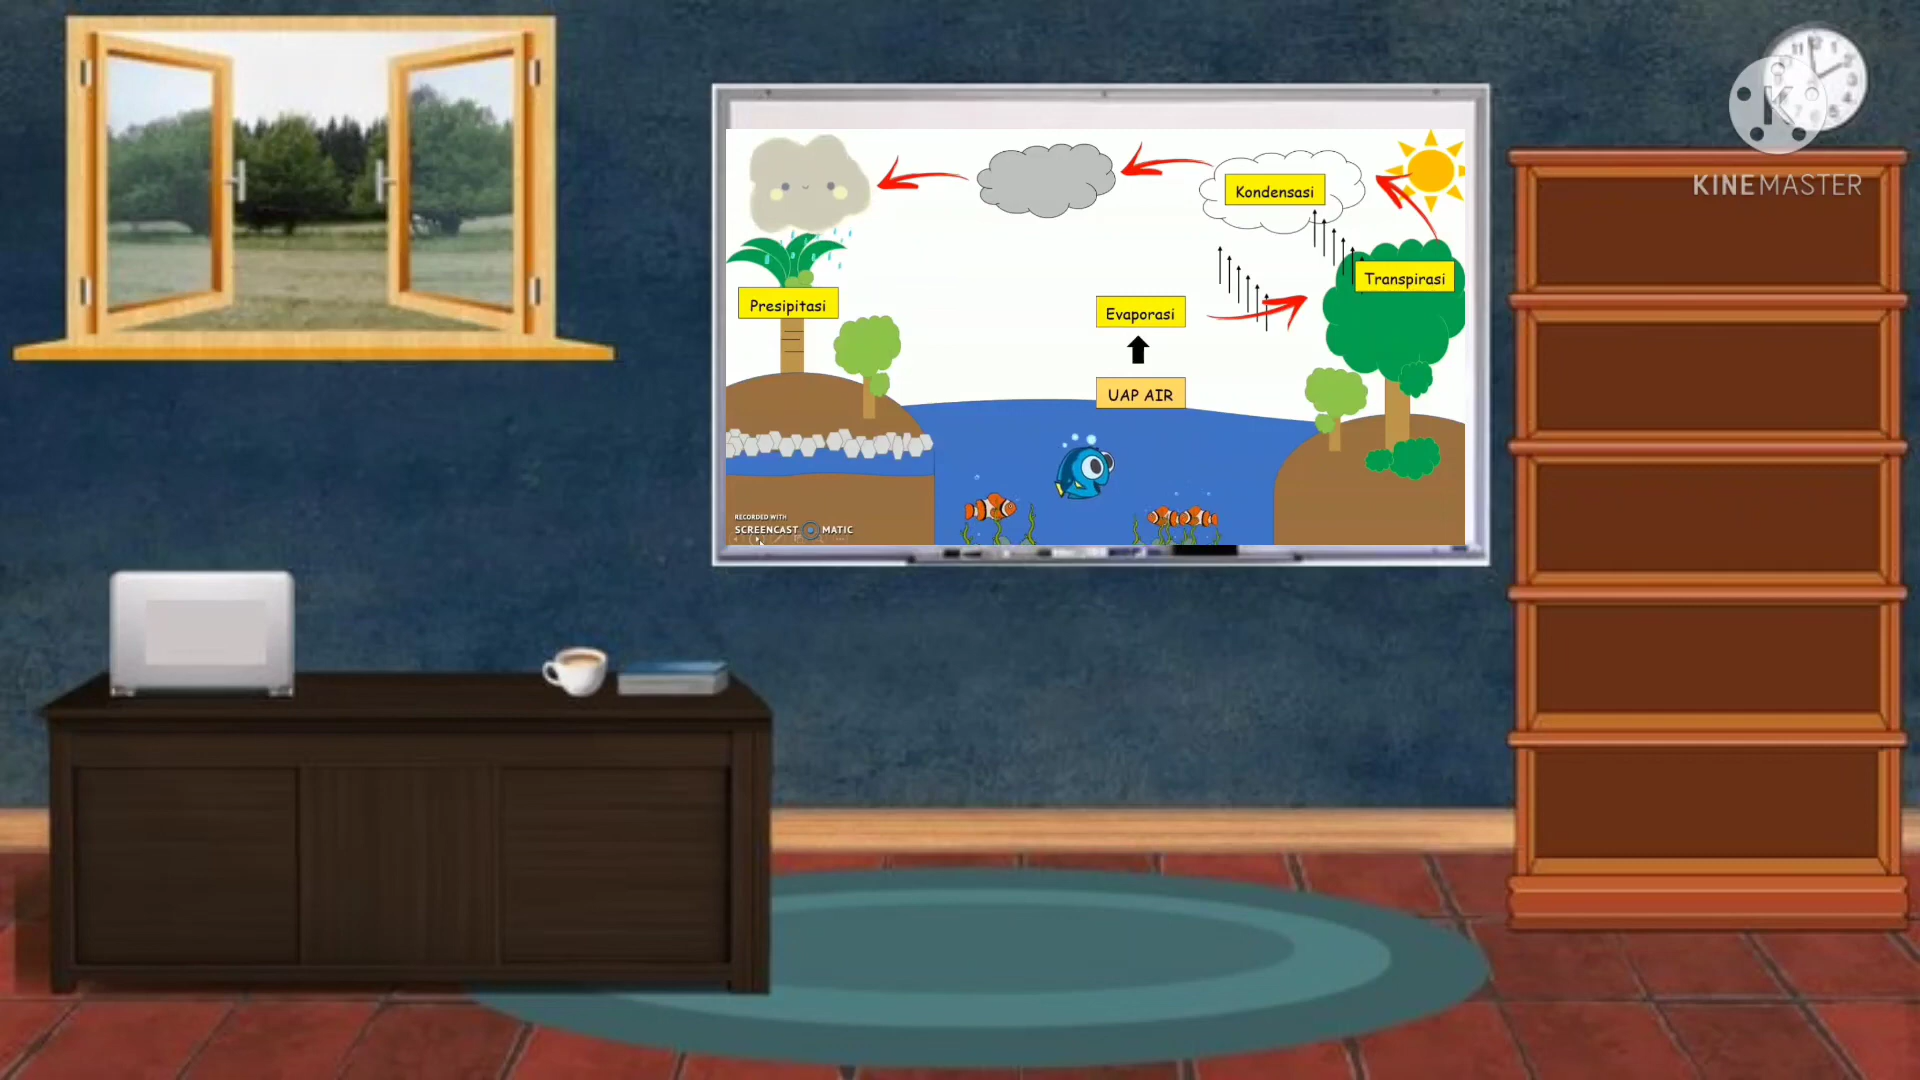 KINEMASTER
Kondensasi
Transpirasi
Presipitasi
Evaporasi
UAP AIR
RECORDED WITH
SCREENCAST MATIC